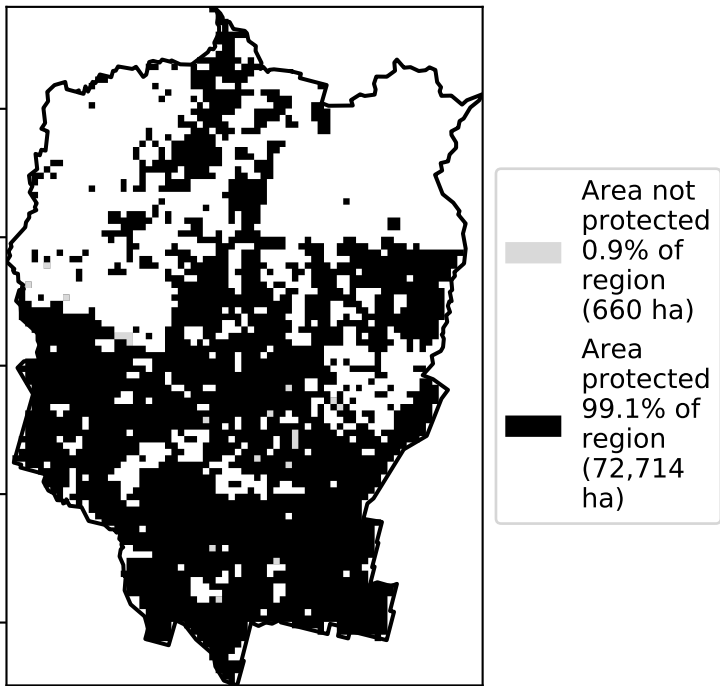 Area not
protected
0.9% of
region
(660 ha)
Area
protected
99.1% of
region
(72,714
ha)